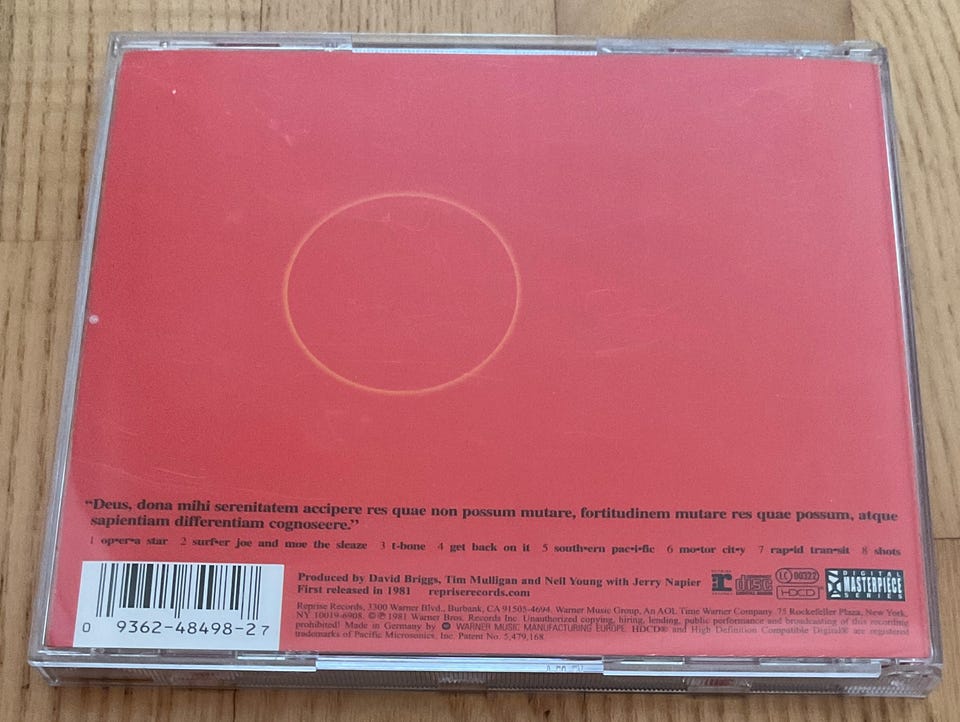 “Deus, dona mihi serenitatem accipere res quae non possum mutare, fortitudinem mutare res quae possum, atque
sapientiam differentiam cognoseere.”
1 op•er•a star 2 surf•er joe and moe the sleaze 3 t-bone 4 get back on it 5 south•ern pac•i•fic 6 mo•tor cit•y 7 rap•id tran•sit 8 shots
Produced by David Briggs, Tim Mulligan and Neil Young with Jerry Napier
First released in 1981 repriserecords.com
Reprise Records, 3300 Warner Blvd., Burbank, CA 91505-4694. Warner Music Group, An AOL Time Warner Company. 75 Rockefeller Plaza, New York,
NY 10019-6908. ©℗ 1981 Warner Bros. Records Inc Unauthorized copying, hiring, lending, public performance and broadcasting of this recording
prohibited! Made in Germany by WARNER MUSIC MANUFACTURING EUROPE. HDCD® and High Definition Compatible Digital® are registered
trademarks of Pacific Microsonics, Inc. Patent No. 5,479,168.
0 9362-48498-2 7
r
disc
LC 00322
HDCD
DIGITAL
MASTERPIECE
SERIES